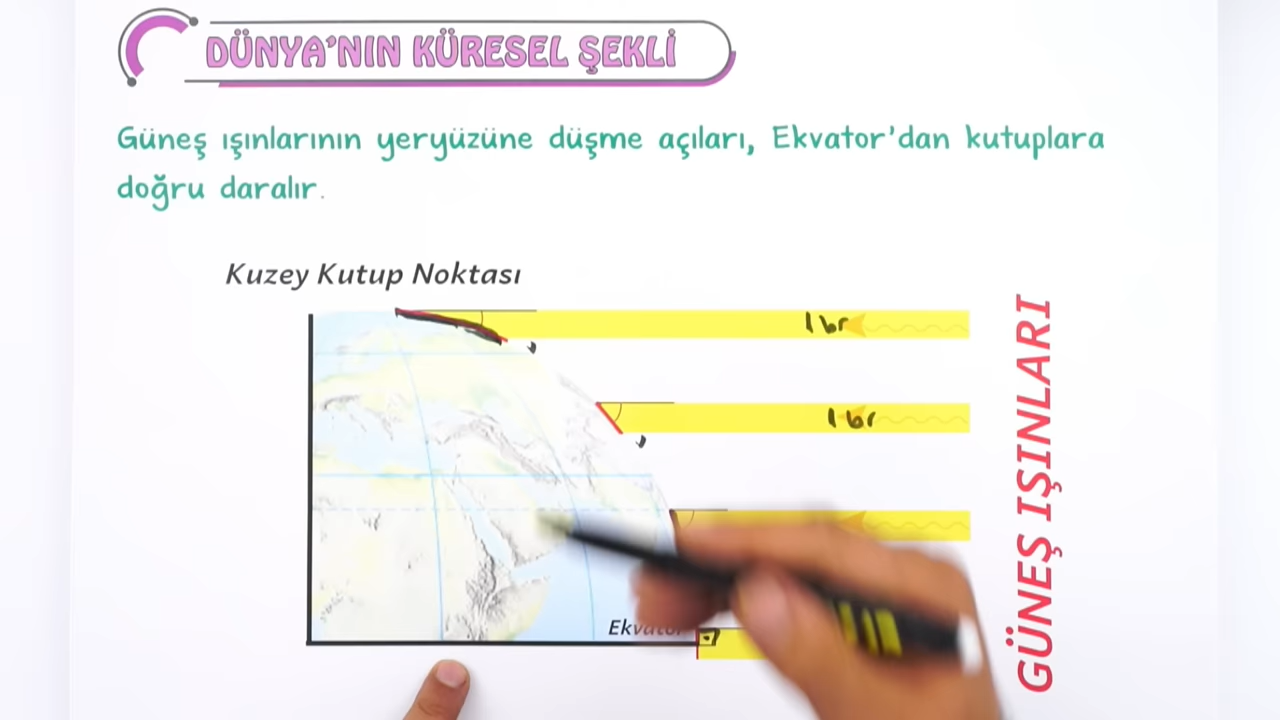 DÜNYA'NIN KÜRESEL ŞEKLİ
Güneş ışınlarının yeryüzüne düşme açıları, Ekvator'dan kutuplara
doğru daralır.
Kuzey Kutup Noktası
1 br
1 br
Ekvator
GÜNEŞ IŞINLARI